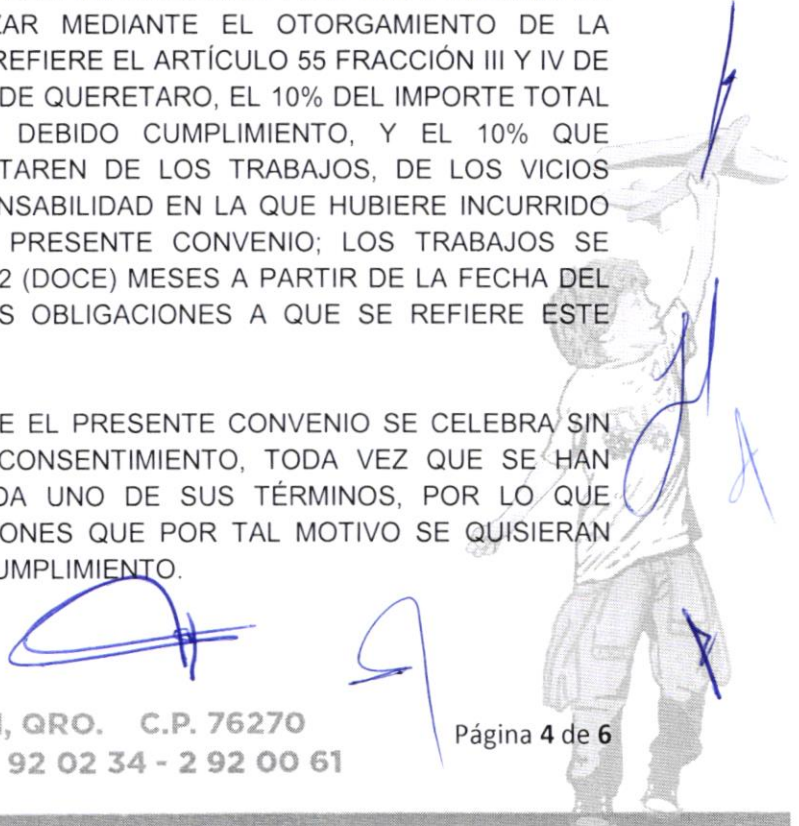 ZAR MEDIANTE EL OTORGAMIENTO DE LA
REFIERE EL ARTÍCULO 55 FRACCIÓN III Y IV DE
DE QUERETARO, EL 10% DEL IMPORTE TOTAL
DEBIDO CUMPLIMIENTO, Y EL 10% QUE
TAREN DE LOS TRABAJOS, DE LOS VICIOS
NSABILIDAD EN LA QUE HUBIERE INCURRIDO
PRESENTE CONVENIO; LOS TRABAJOS SE
2 (DOCE) MESES A PARTIR DE LA FECHA DEL
S OBLIGACIONES A QUE SE REFIERE ESTE
E EL PRESENTE CONVENIO SE CELEBRA SIN
CONSENTIMIENTO, TODA VEZ QUE SE HAN
DA UNO DE SUS TÉRMINOS, POR LO QUE
ONES QUE POR TAL MOTIVO SE QUISIERAN
UMPLIMIENTO.
, QRO. C.P. 76270
92 02 34 - 2 92 00 61
Página 4 de 6